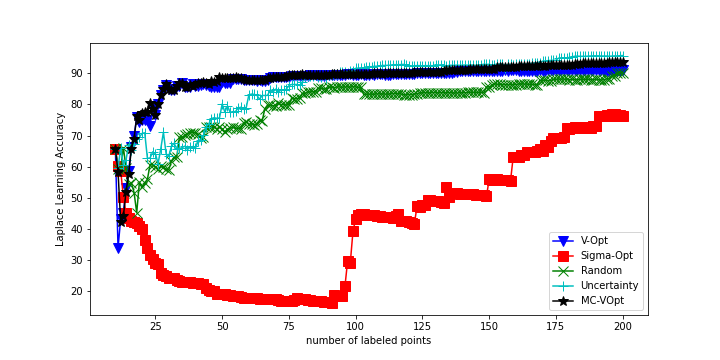 90
80
70
60
50
40
30
20
Laplace Learning Accuracy
25
50
75
100
125
150
175
200
number of labeled points
V-Opt
Sigma-Opt
Random
Uncertainty
MC-VOpt